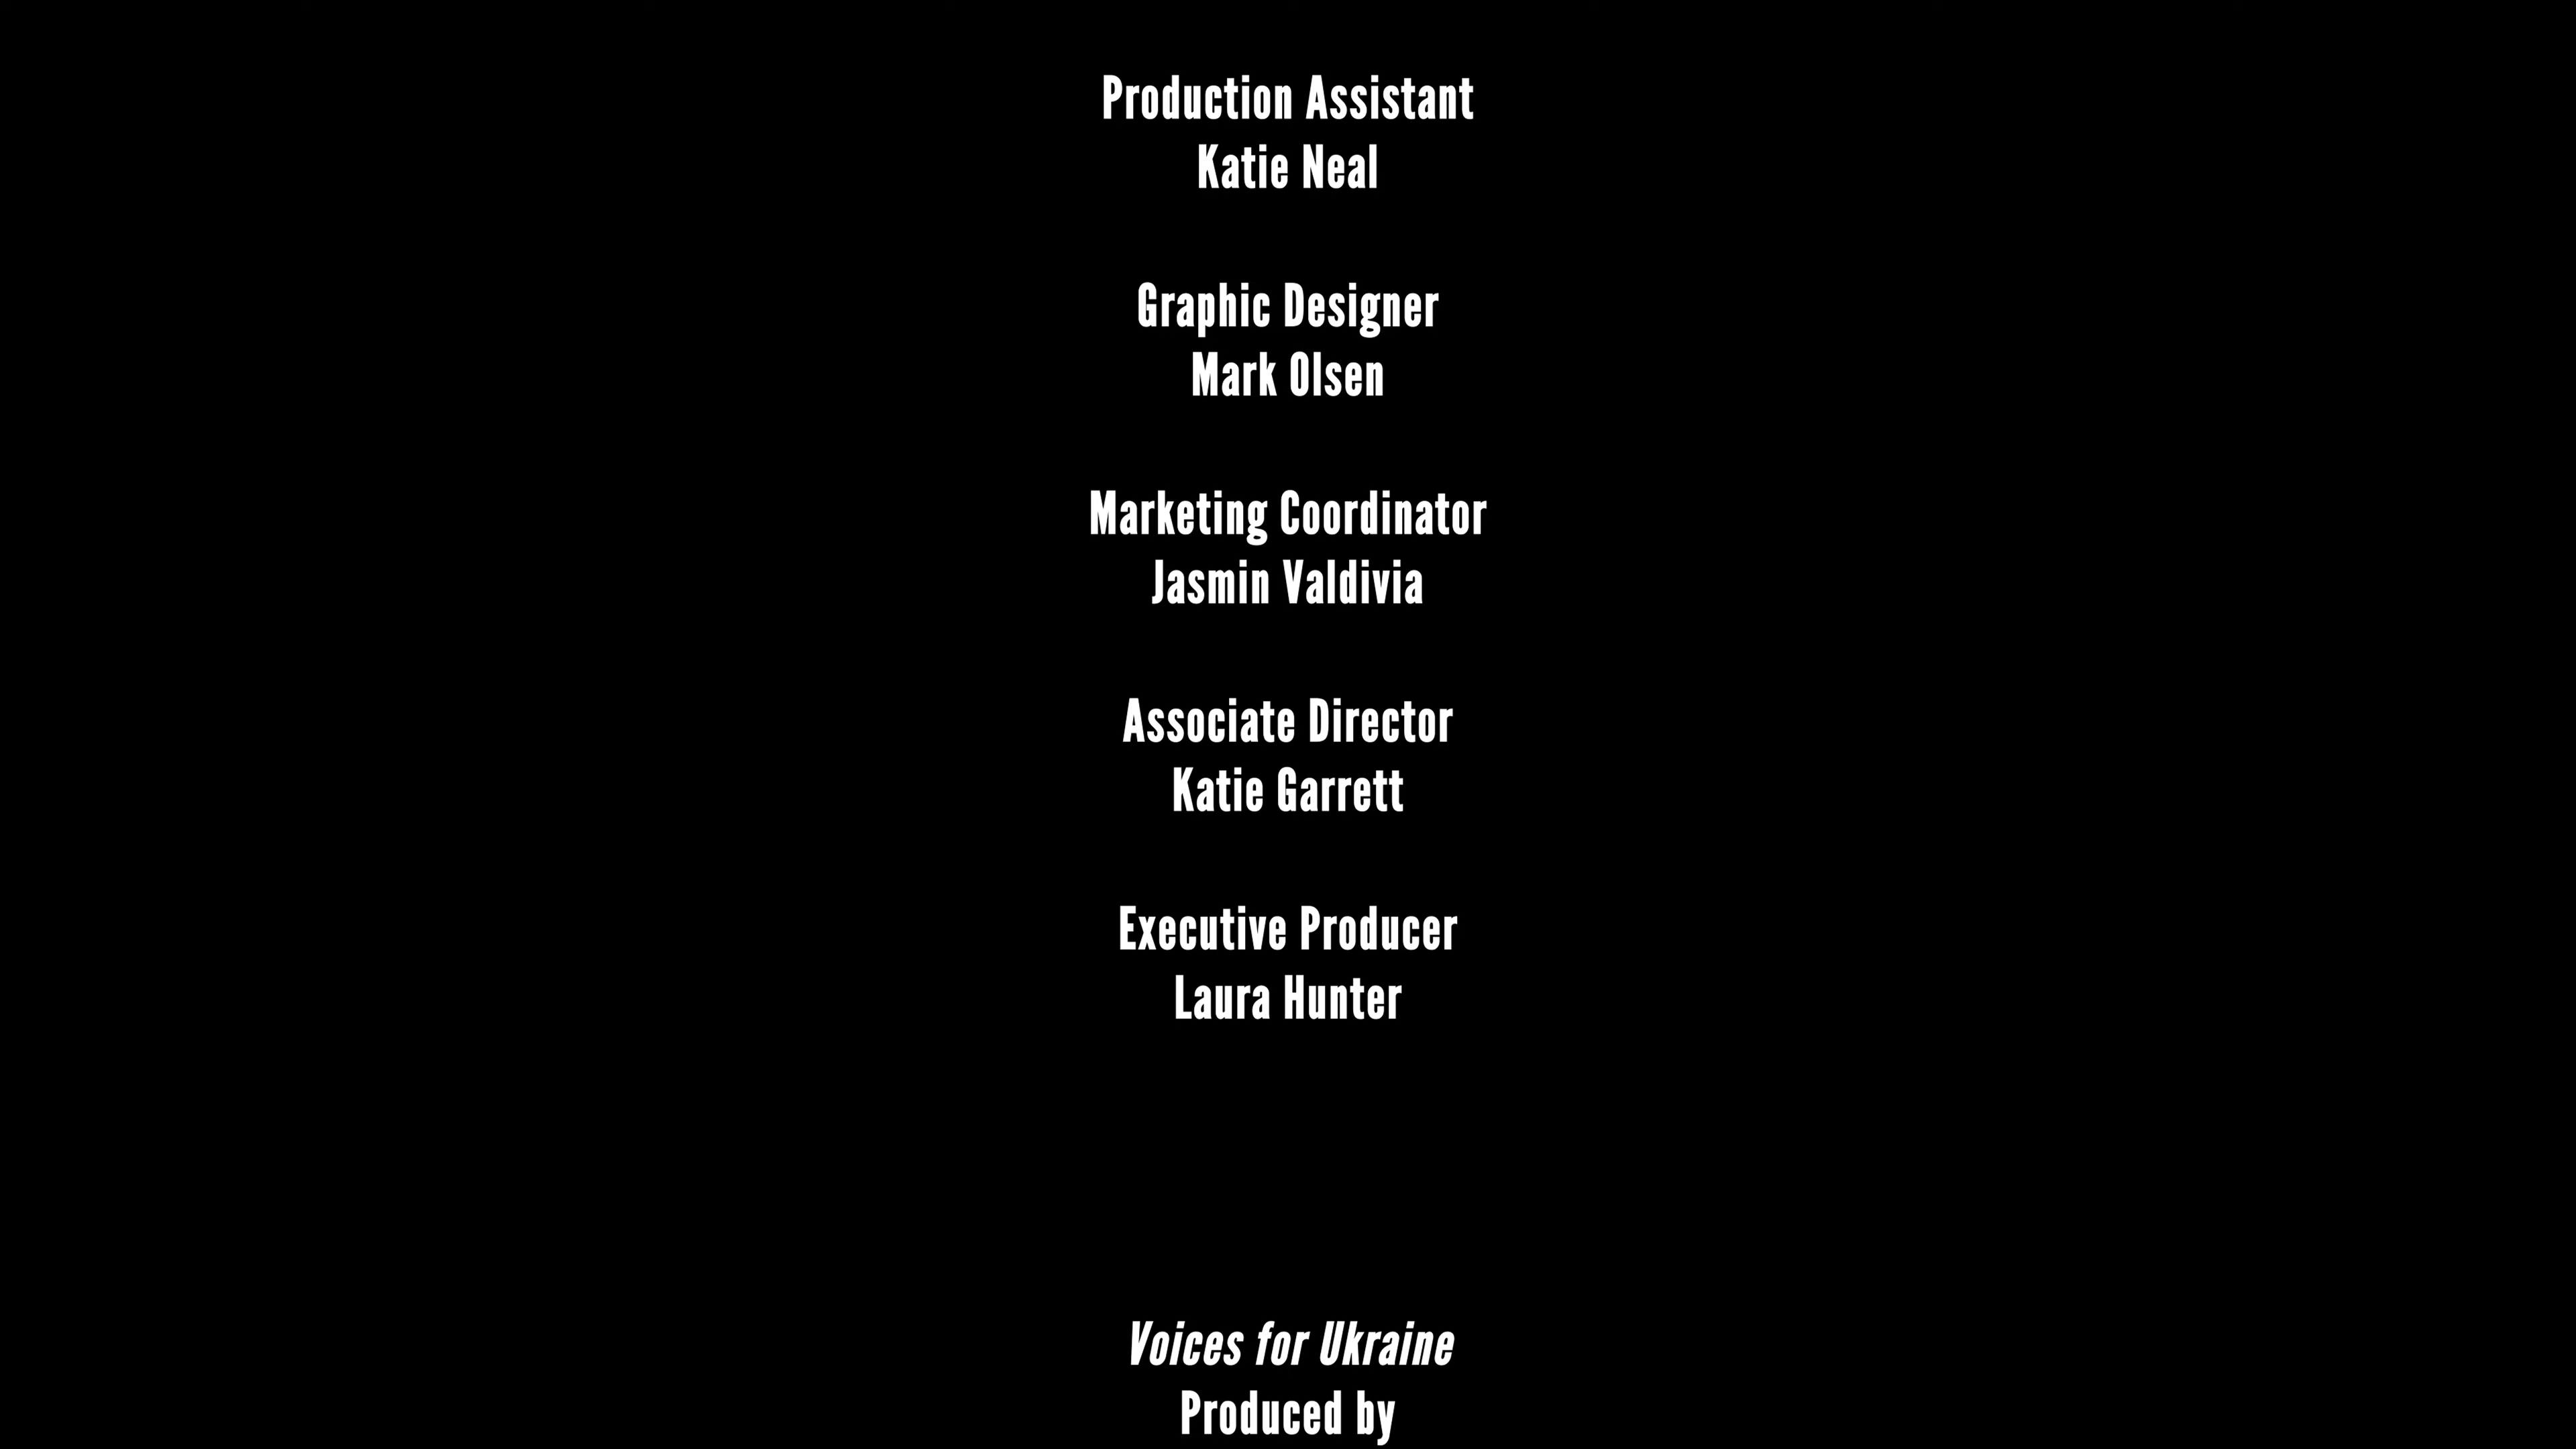 Production Assistant
Katie Neal
Graphic Designer
Mark Olsen
Marketing Coordinator
Jasmin Valdivia
Associate Director
Katie Garrett
Executive Producer
Laura Hunter
Voices for Ukraine
Produced by